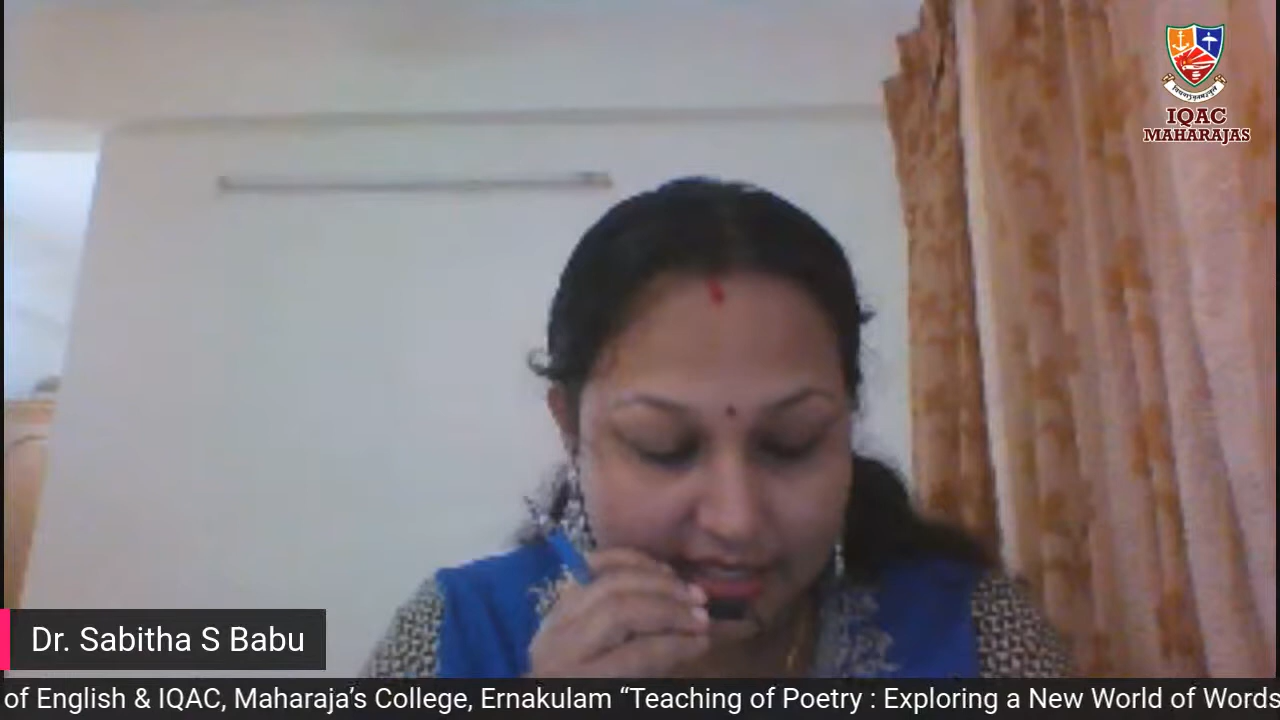 IQAC
MAHARAJAS
Dr. Sabitha S Babu
of English & IQAC, Maharaja’s College, Ernakulam “Teaching of Poetry : Exploring a New World of Words